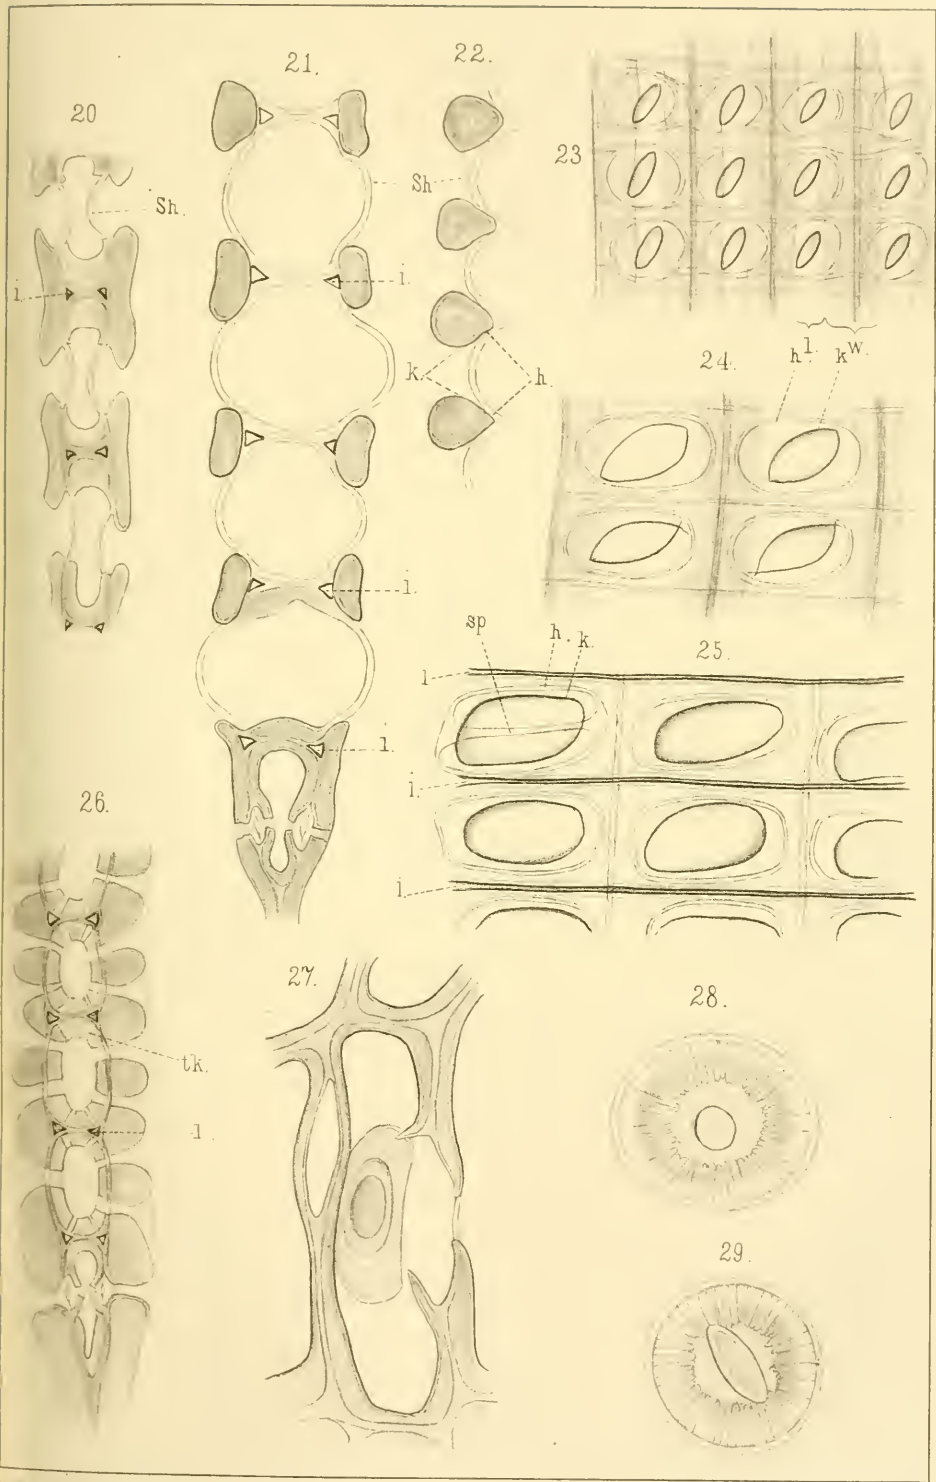 20
Sh.
i.
21.
Sh
i.
i.
i.
22.
k.
h.
23
24.
h¹. kʷ.
25.
sp
h. k.
i.
i.
26.
tk.
27.
28.
29.